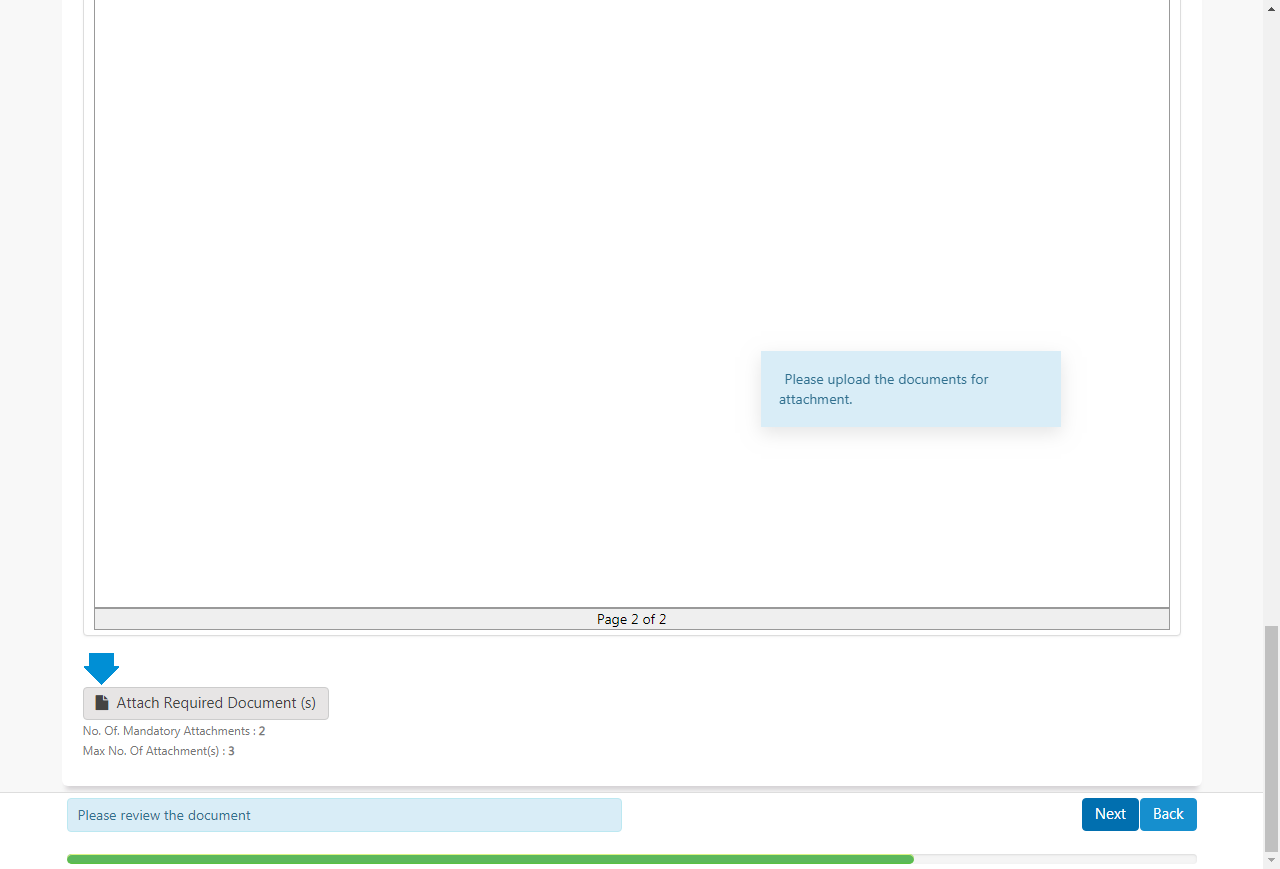 Please upload the documents for
attachment.
Page 2 of 2
Attach Required Document (s)
No. Of. Mandatory Attachments : 2
Max No. Of Attachment(s) : 3
Please review the document
Next
Back